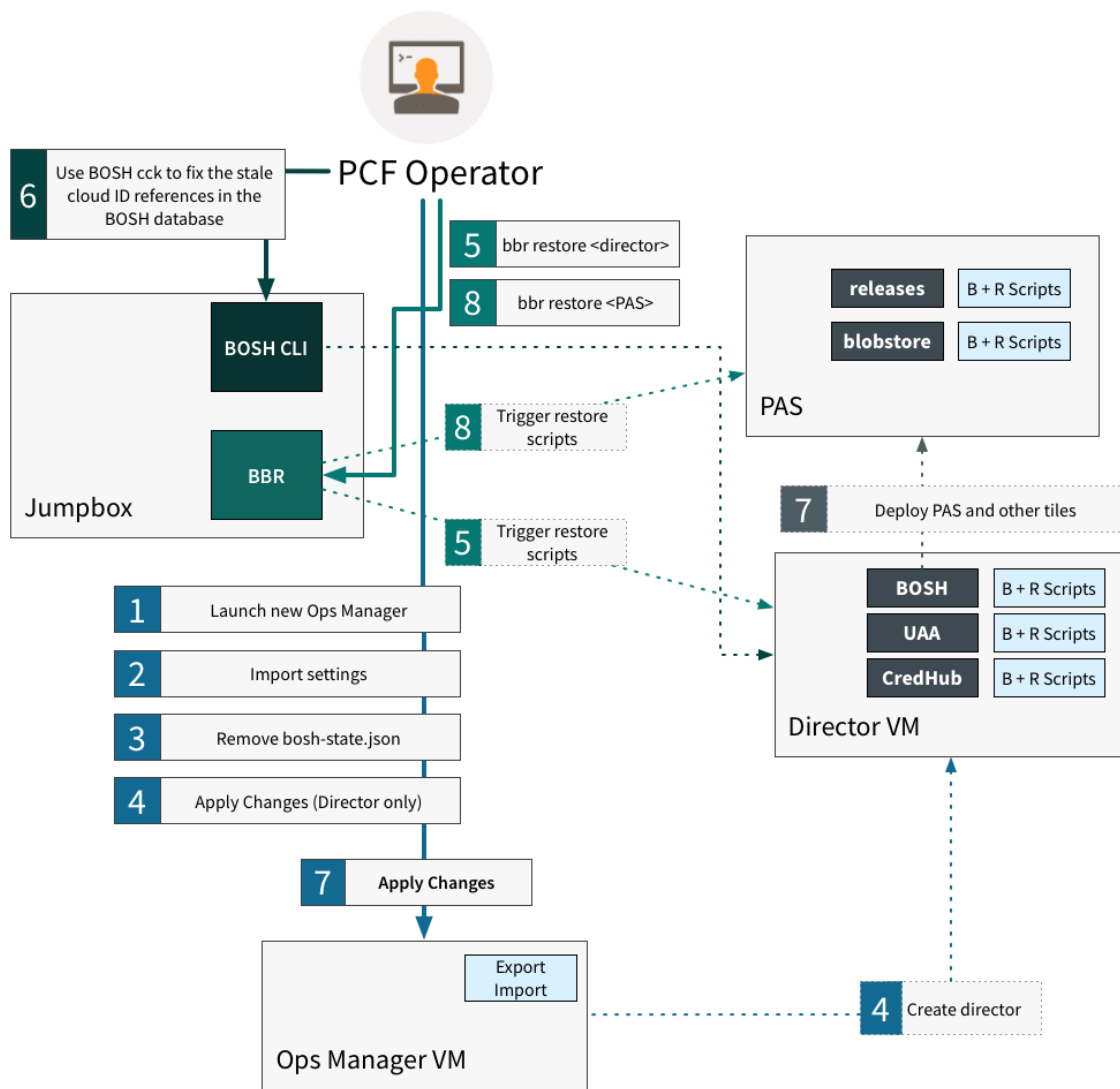 >-
PCF Operator
6
Use BOSH cck to fix the stale
cloud ID references in the
BOSH database
5
bbr restore <director>
8
bbr restore <PAS>
BOSH CLI
BBR
Jumpbox
releases
B + R Scripts
blobstore
B + R Scripts
PAS
8
Trigger restore
scripts
5
Trigger restore
scripts
7
Deploy PAS and other tiles
BOSH
B + R Scripts
UAA
B + R Scripts
CredHub
B + R Scripts
Director VM
1
Launch new Ops Manager
2
Import settings
3
Remove bosh-state.json
4
Apply Changes (Director only)
7
Apply Changes
Export
Import
Ops Manager VM
4
Create director